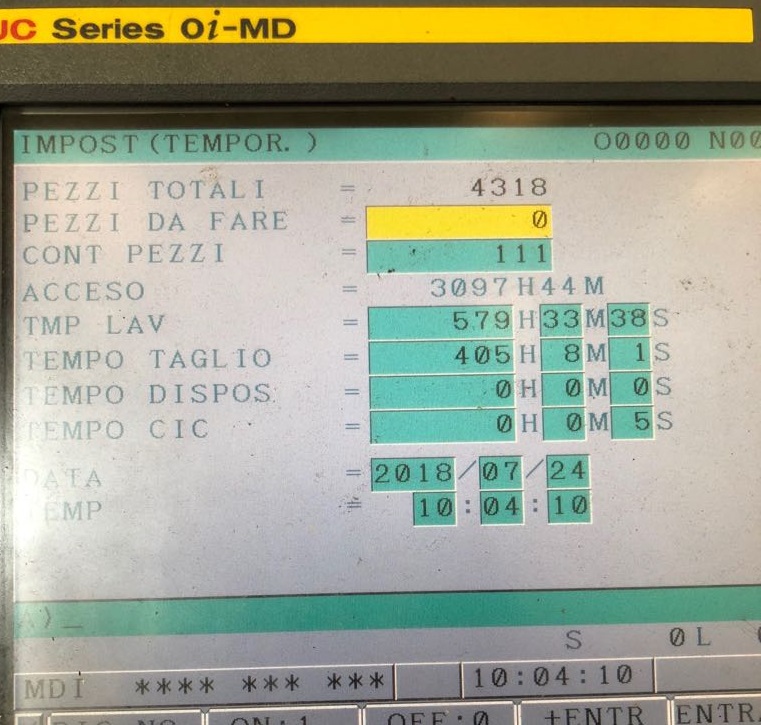 UC Series 0i-MD
IMPOST (TEMPOR. ) O0000 N00
PEZZI TOTALI = 4318
PEZZI DA FARE = 0
CONT PEZZI = 111
ACCESO = 3097H44M
TMP LAV = 579H33M38S
TEMPO TAGLIO = 405H 8M 1S
TEMPO DISPOS. = 0H 0M 0S
TEMPO CIC = 0H 0M 5S
DATA = 2018/07/24
TEMP = 10:04:10
A)_
S 0 L
MDI **** *** *** 10:04:10
ON:1 OFF:0 +ENTR ENTR